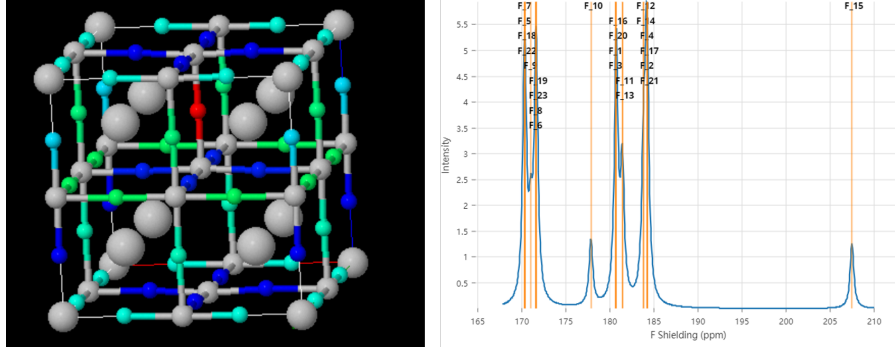 F_7 F_10 F_12 F_15
F_5 F_16 F_14
F_18 F_20 F_4
F_22 F_1 F_17
F_9 F_3 F_2
F_19 F_11 F_21
F_23 F_13
F_8
F_6
5.5
5
4.5
4
3.5
3
2.5
2
1.5
1
0.5
Intensity
165 170 175 180 185 190 195 200 205 210
F Shielding (ppm)